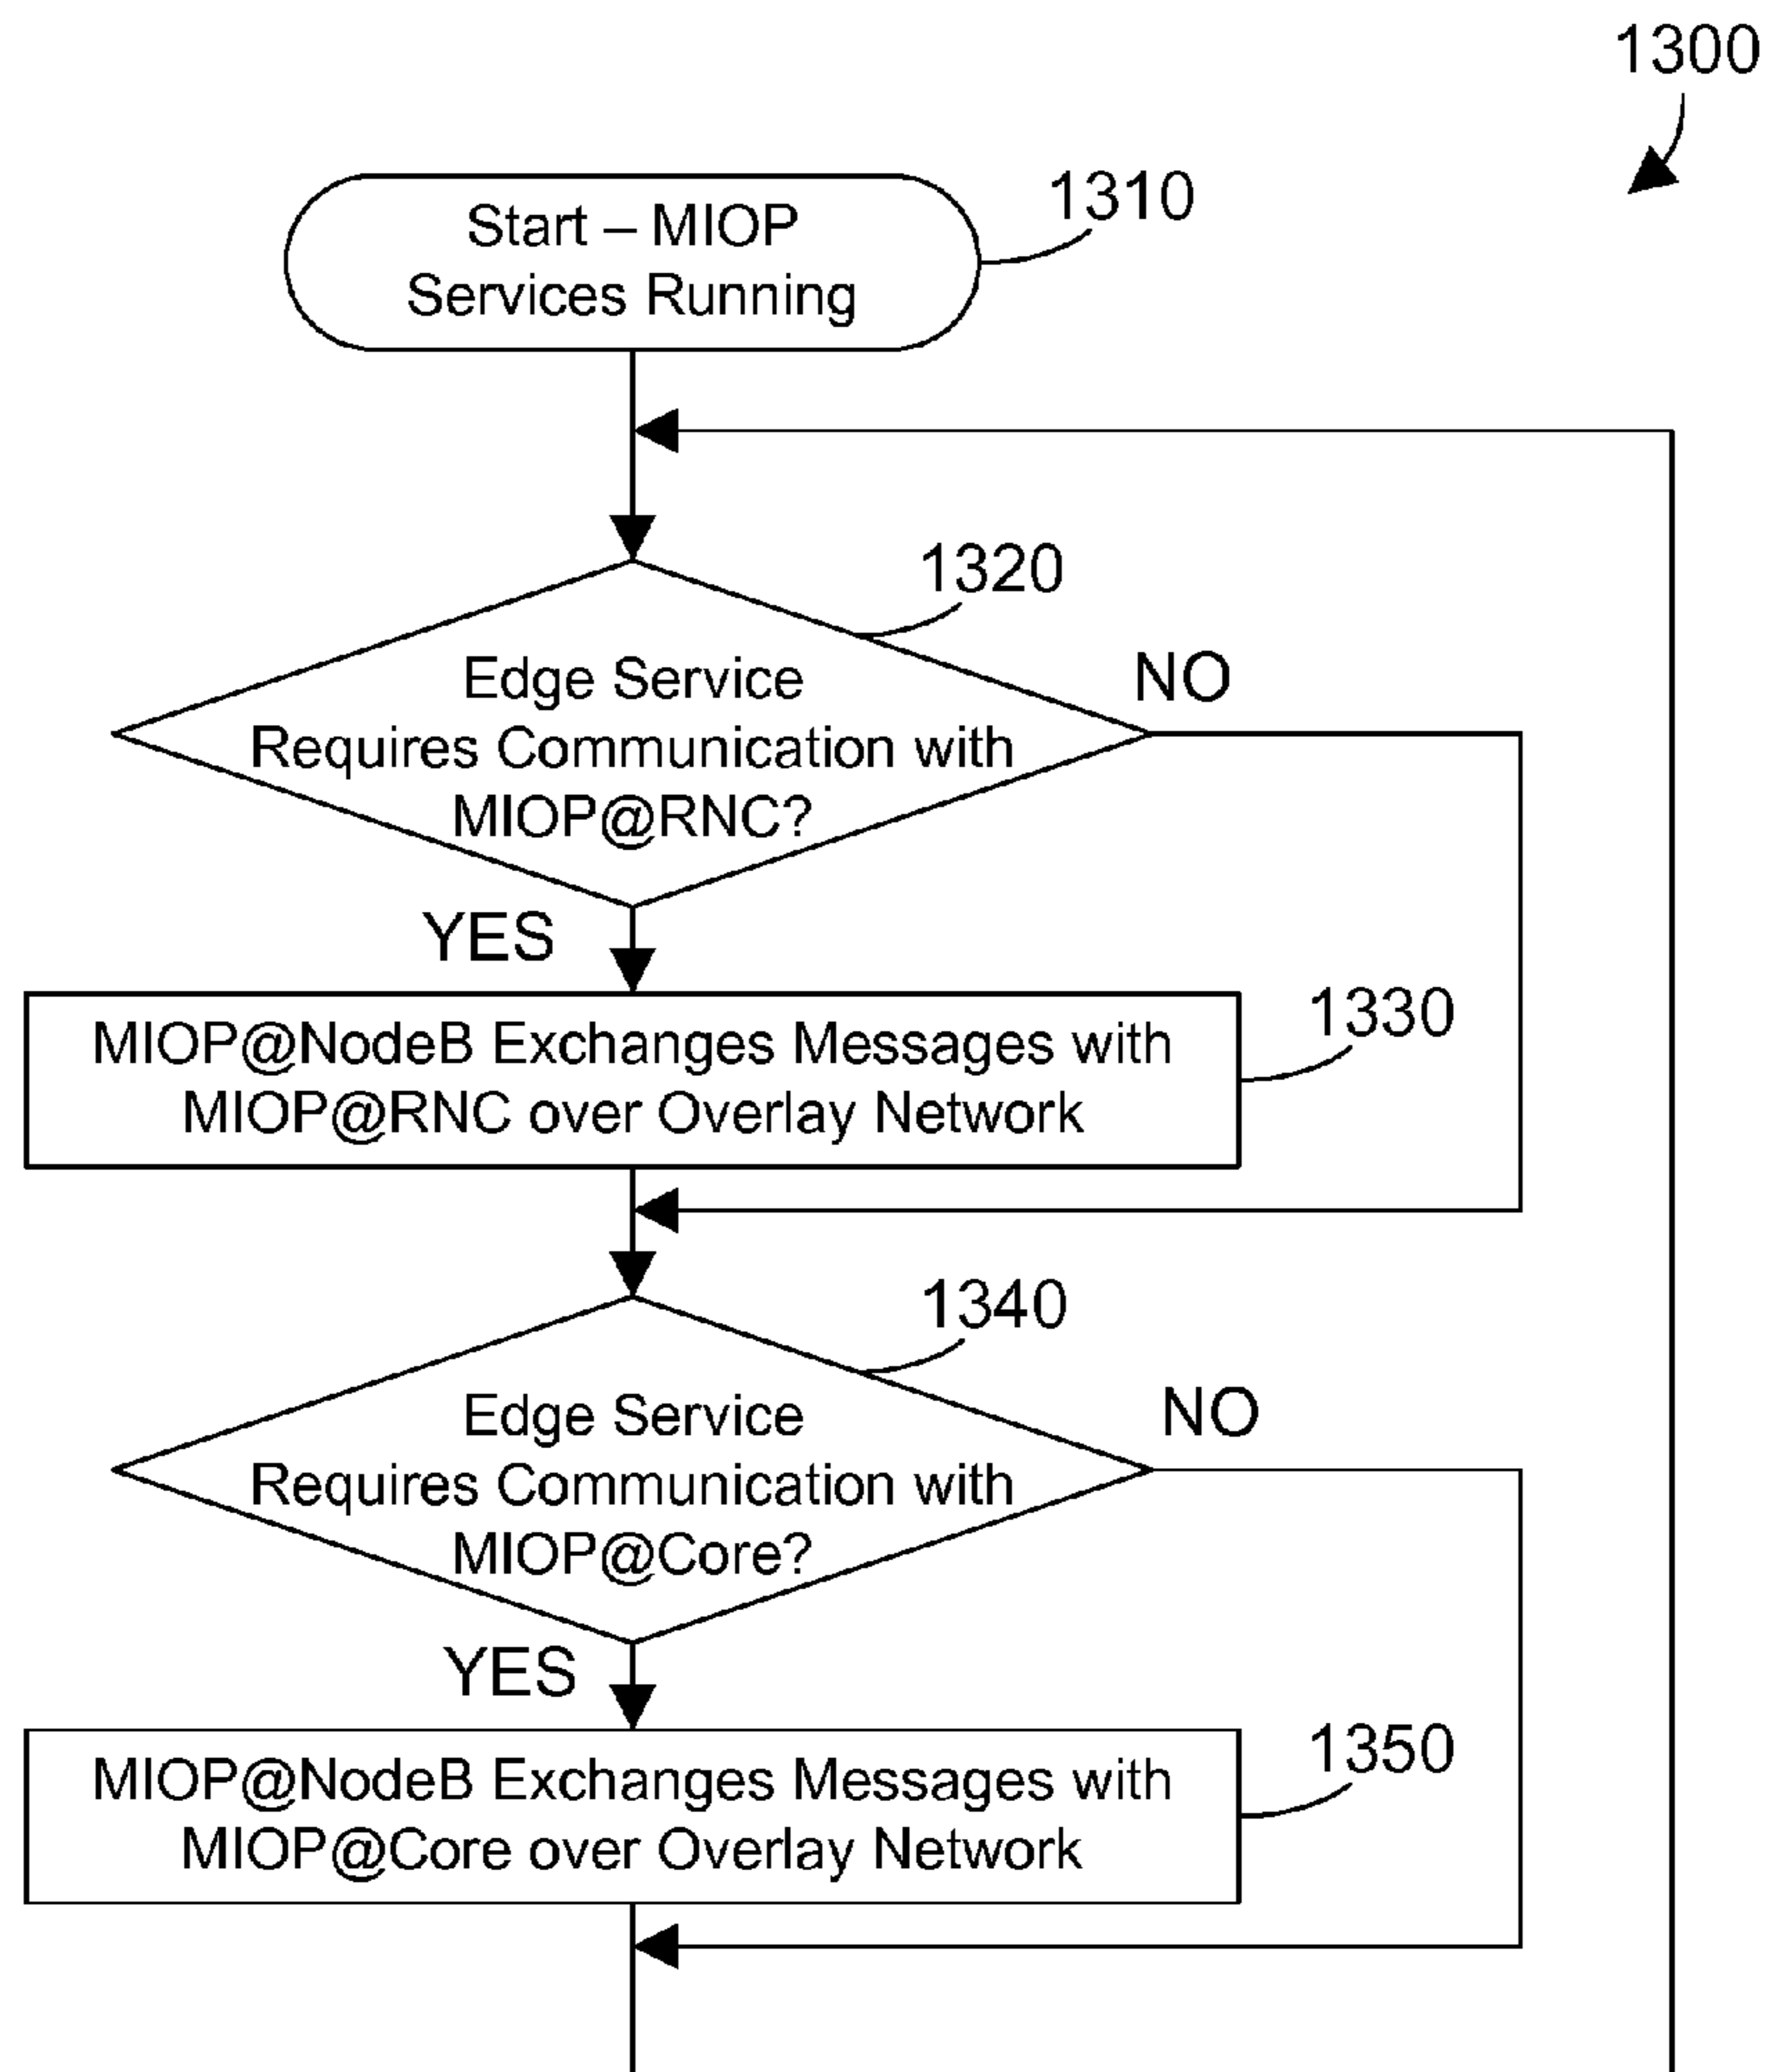 1300
Start – MIOP
Services Running
1310
1320
Edge Service
Requires Communication with
MIOP@RNC?
NO
YES
MIOP@NodeB Exchanges Messages with
MIOP@RNC over Overlay Network
1330
1340
Edge Service
Requires Communication with
MIOP@Core?
NO
YES
MIOP@NodeB Exchanges Messages with
MIOP@Core over Overlay Network
1350